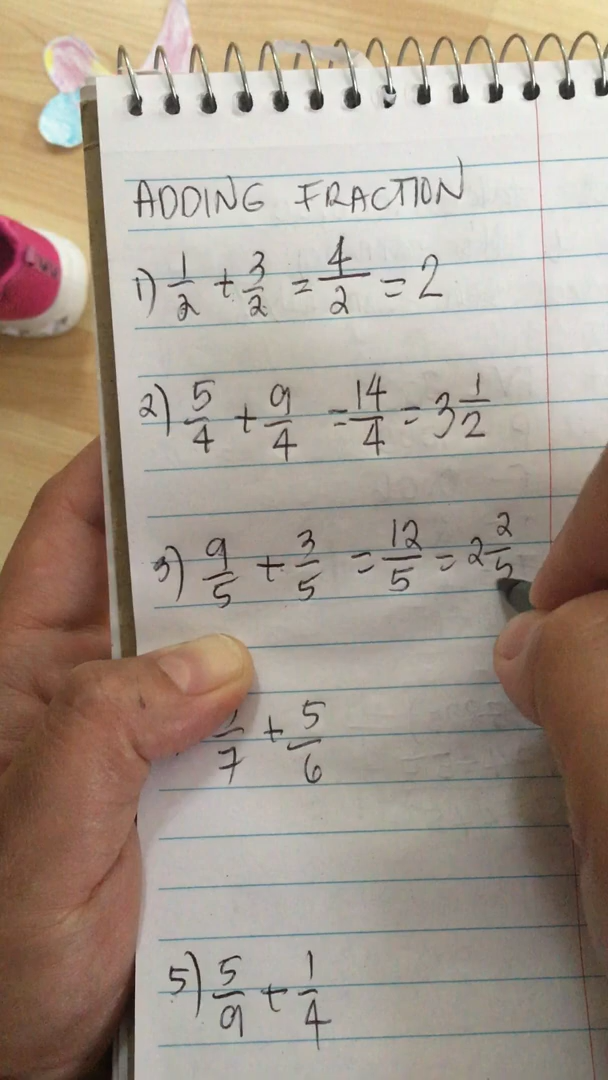 ADDING FRACTION
1) 1/2 + 3/2 = 4/2 = 2
2) 5/4 + 9/4 = 14/4 = 3 1/2
3) 9/5 + 3/5 = 12/5 = 2 2/5
/7 + 5/6
5) 5/9 + 1/4